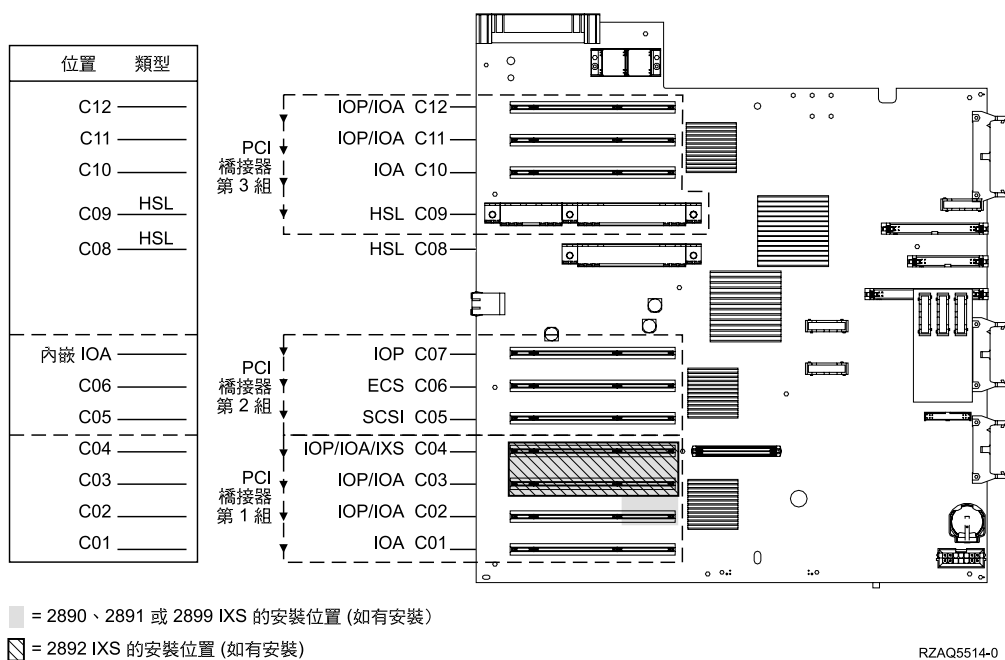 位置 類型
C12
C11
C10
C09 HSL
C08 HSL
內嵌 IOA
C06
C05
C04
C03
C02
C01
PCI
橋接器
第 3 組
IOP/IOA C12
IOP/IOA C11
IOA C10
HSL C09
HSL C08
PCI
橋接器
第 2 組
IOP C07
ECS C06
SCSI C05
PCI
橋接器
第 1 組
IOP/IOA/IXS C04
IOP/IOA C03
IOP/IOA C02
IOA C01
= 2890、2891 或 2899 IXS 的安裝位置 (如有安裝)
= 2892 IXS 的安裝位置 (如有安裝)
RZAQ5514-0